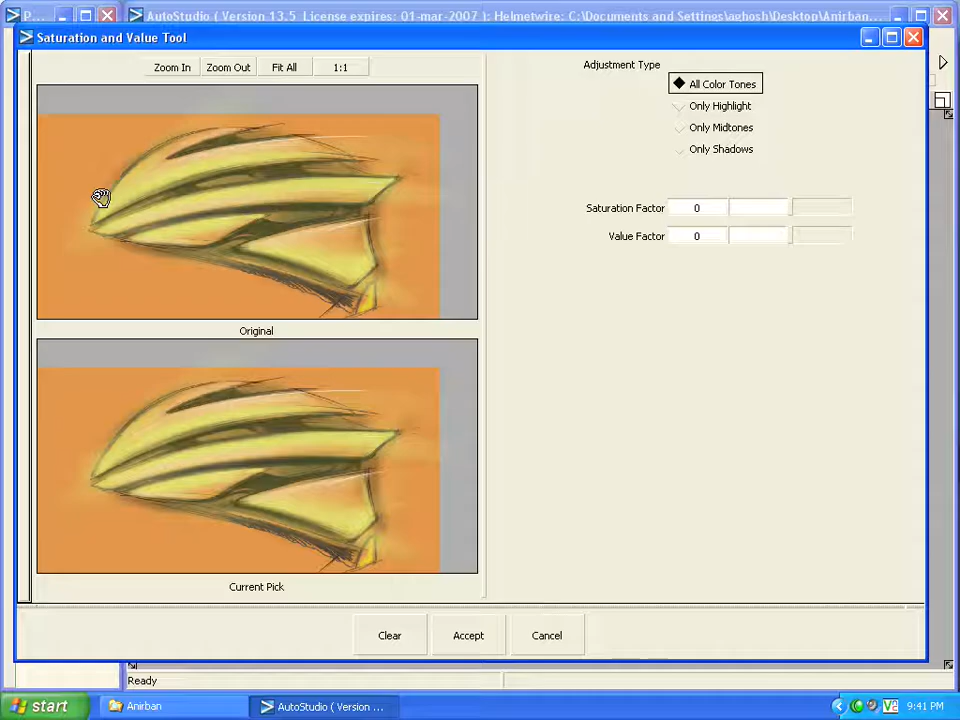 P...
AutoStudio ( Version 13.5 License expires: 01-mar-2007 ): Helmetwire: C:\Documents and Settings\aghosh\Desktop\Anirban...
Saturation and Value Tool
Zoom In Zoom Out Fit All 1:1
Adjustment Type
All Color Tones
Only Highlight
Only Midtones
Only Shadows
Saturation Factor 0
Value Factor 0
Original
Current Pick
Clear Accept Cancel
Ready
start Anirban AutoStudio ( Version ... 9:41 PM